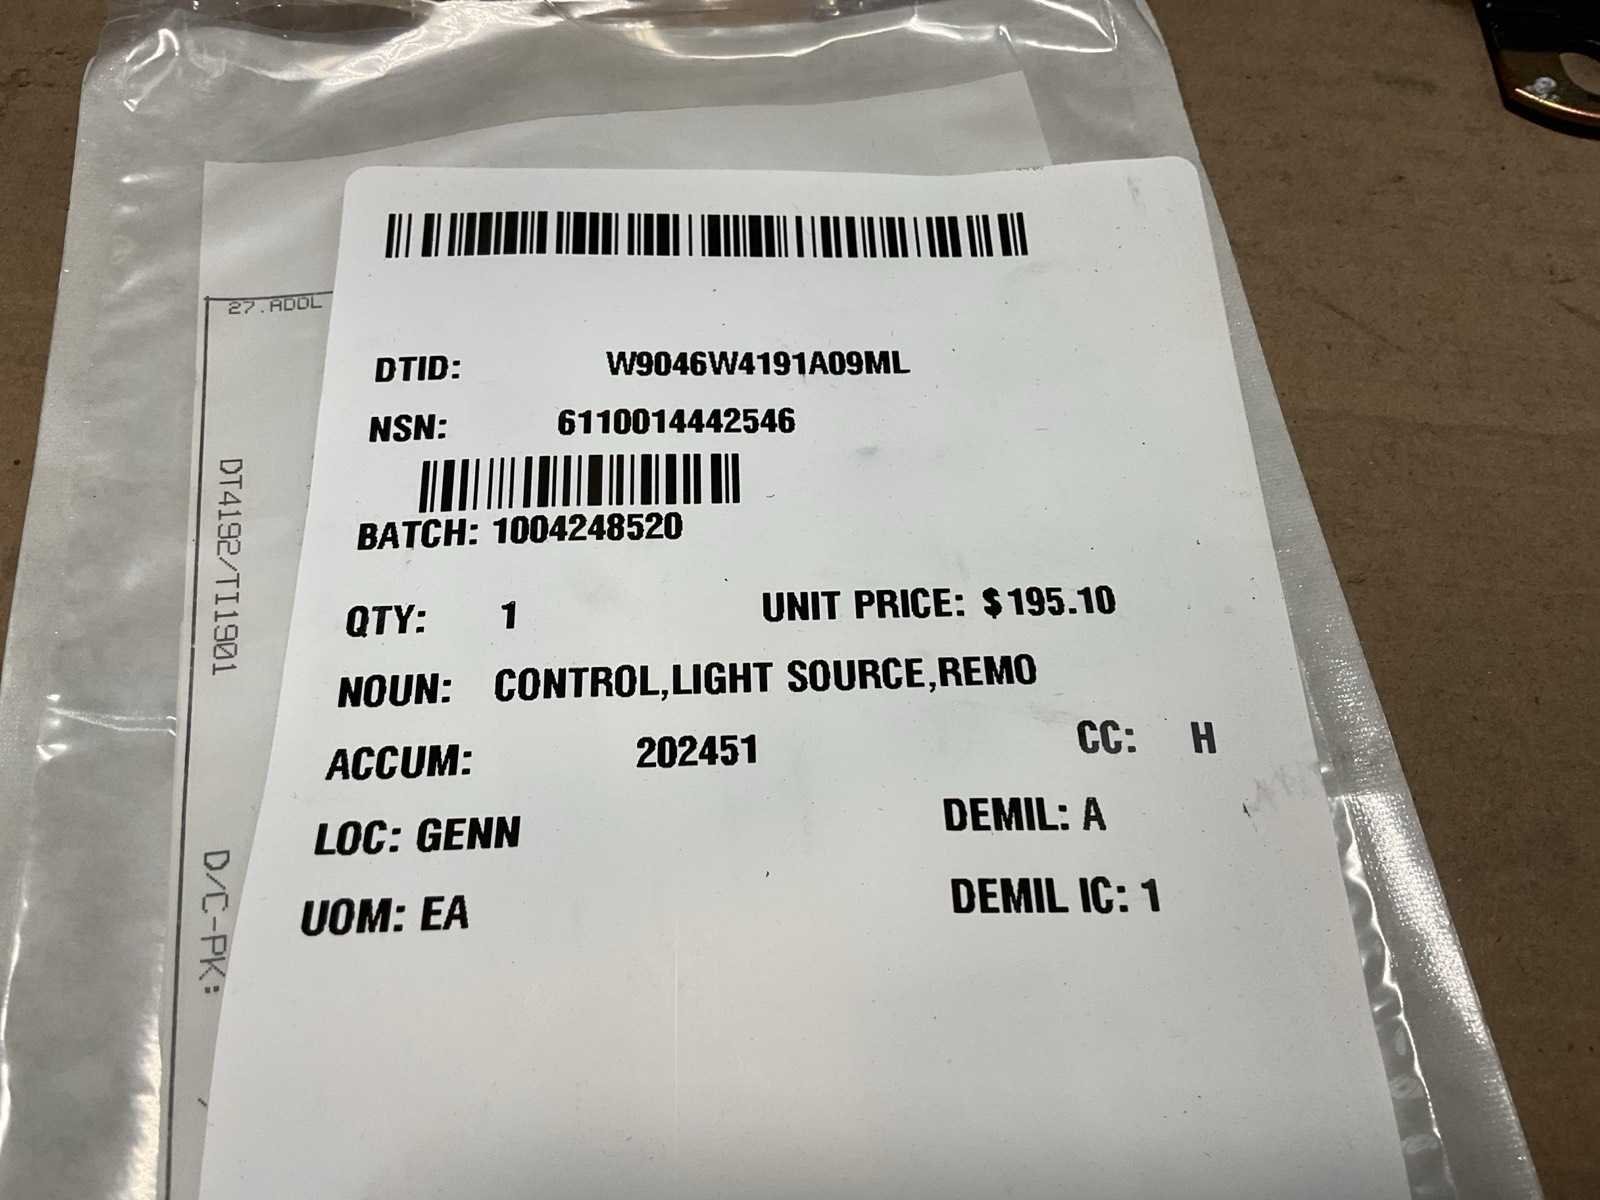 27.ADDL
DTID: W9046W4191A09ML
NSN: 6110014442546
BATCH: 1004248520
QTY: 1 UNIT PRICE: $195.10
NOUN: CONTROL,LIGHT SOURCE,REMO
ACCUM: 202451 CC: H
LOC: GENN DEMIL: A
UOM: EA DEMIL IC: 1
DT4192/TI1901
D/C-PK: